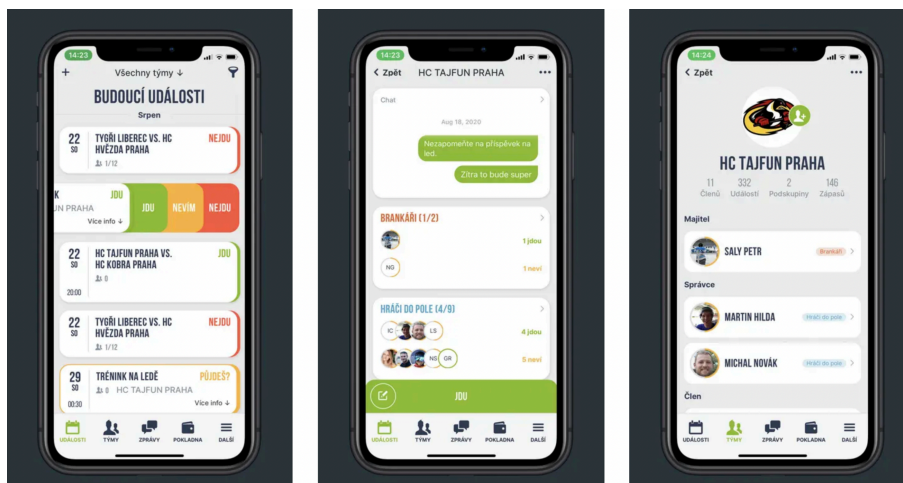 14:23
Všechny týmy ↓
BUDOUCÍ UDÁLOSTI
Srpen
22
SO
TYGŘI LIBEREC VS. HC
HVĚZDA PRAHA
NEJDU
1/12
K
JDU
UN PRAHA
Více info ↓
JDU
NEVÍM
NEJDU
22
SO
HC TAJFUN PRAHA VS.
HC KOBRA PRAHA
JDU
0
20:00
22
SO
TYGŘI LIBEREC VS. HC
HVĚZDA PRAHA
NEJDU
1/12
29
SO
TRÉNINK NA LEDĚ
PŮJDEŠ?
0 HC TAJFUN PRAHA
00:30
Více info ↓
UDÁLOSTI
TÝMY
ZPRÁVY
POKLADNA
DALŠÍ
14:23
Zpět
HC TAJFUN PRAHA
Chat
Aug 18, 2020
Nezapomeňte na příspěvek na
led.
Zítra to bude super
BRANKÁŘI (1/2)
1 jdou
NG
1 neví
HRÁČI DO POLE (4/9)
IC
LS
4 jdou
NS
GR
5 neví
JDU
UDÁLOSTI
TÝMY
ZPRÁVY
POKLADNA
DALŠÍ
14:24
Zpět
HC TAJFUN PRAHA
11
332
2
146
Členů
Událostí
Podskupiny
Zápasů
Majitel
SALY PETR
Brankáři
Správce
MARTIN HILDA
Hráči do pole
MICHAL NOVÁK
Hráči do pole
Člen
UDÁLOSTI
TÝMY
ZPRÁVY
POKLADNA
DALŠÍ